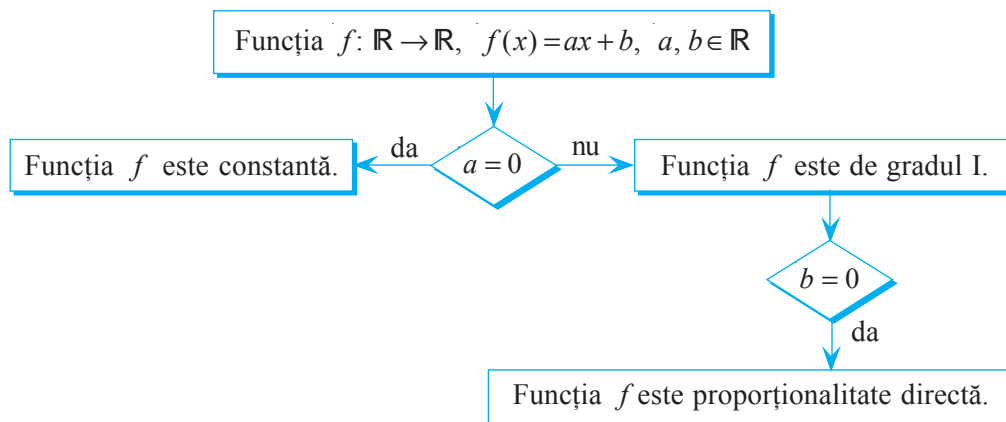 Funcția f: ℝ → ℝ, f(x) = ax + b, a, b ∈ ℝ
da
nu
Funcția f este constantă.
a = 0
Funcția f este de gradul I.
b = 0
da
Funcția f este proporționalitate directă.